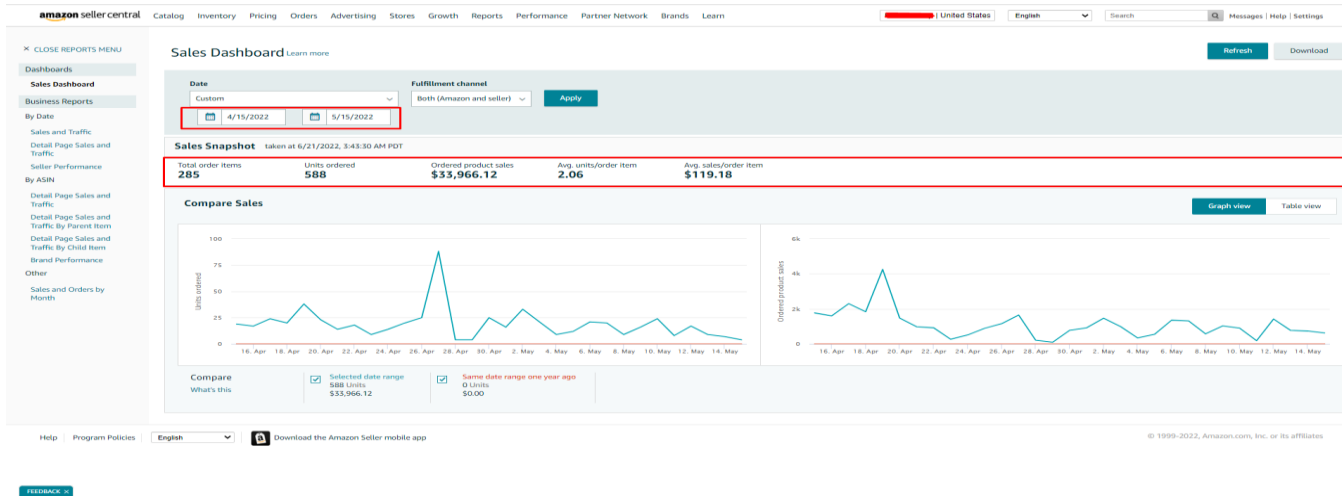 amazon seller central Catalog Inventory Pricing Orders Advertising Stores Growth Reports Performance Partner Network Brands Learn | United States English Search Messages | Help | Settings
× CLOSE REPORTS MENU
Dashboards
Sales Dashboard
Business Reports
By Date
Sales and Traffic
Detail Page Sales and
Traffic
Seller Performance
By ASIN
Detail Page Sales and
Traffic
Detail Page Sales and
Traffic By Parent Item
Detail Page Sales and
Traffic By Child Item
Brand Performance
Other
Sales and Orders by
Month
Sales Dashboard Learn more
Refresh Download
Date Fulfillment channel
Custom Both (Amazon and seller) Apply
4/15/2022 5/15/2022
Sales Snapshot taken at 6/21/2022, 3:43:30 AM PDT
Total order items Units ordered Ordered product sales Avg. units/order item Avg. sales/order item
285 588 $33,966.12 2.06 $119.18
Compare Sales
Graph view Table view
100
75
50
25
0
Units ordered
16. Apr 18. Apr 20. Apr 22. Apr 24. Apr 26. Apr 28. Apr 30. Apr 2. May 4. May 6. May 8. May 10. May 12. May 14. May
6k
4k
2k
0
Ordered product sales
16. Apr 18. Apr 20. Apr 22. Apr 24. Apr 26. Apr 28. Apr 30. Apr 2. May 4. May 6. May 8. May 10. May 12. May 14. May
Compare
What's this
Selected date range
588 Units
$33,966.12
Same date range one year ago
0 Units
$0.00
Help Program Policies English a Download the Amazon Seller mobile app © 1999-2022, Amazon.com, Inc. or its affiliates
FEEDBACK ×